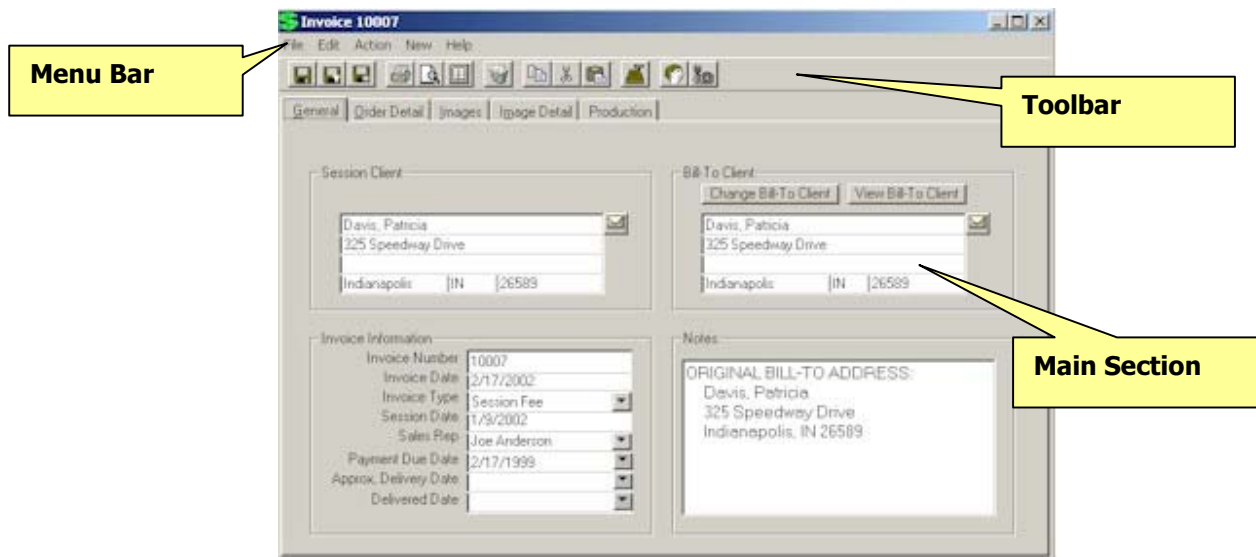 Invoice 10007
File Edit Action New Help
Menu Bar
Toolbar
General Order Detail Images Image Detail Production
Session Client
Davis, Patricia
325 Speedway Drive
Indianapolis IN 26589
Bill-To Client
Change Bill-To Client View Bill-To Client
Davis, Patricia
325 Speedway Drive
Indianapolis IN 26589
Main Section
Invoice Information
Invoice Number 10007
Invoice Date 2/17/2002
Invoice Type Session Fee
Session Date 1/9/2002
Sales Rep Joe Anderson
Payment Due Date 2/17/1999
Approx. Delivery Date
Delivered Date
Notes
ORIGINAL BILL-TO ADDRESS:
Davis, Patricia
325 Speedway Drive
Indianapolis, IN 26589